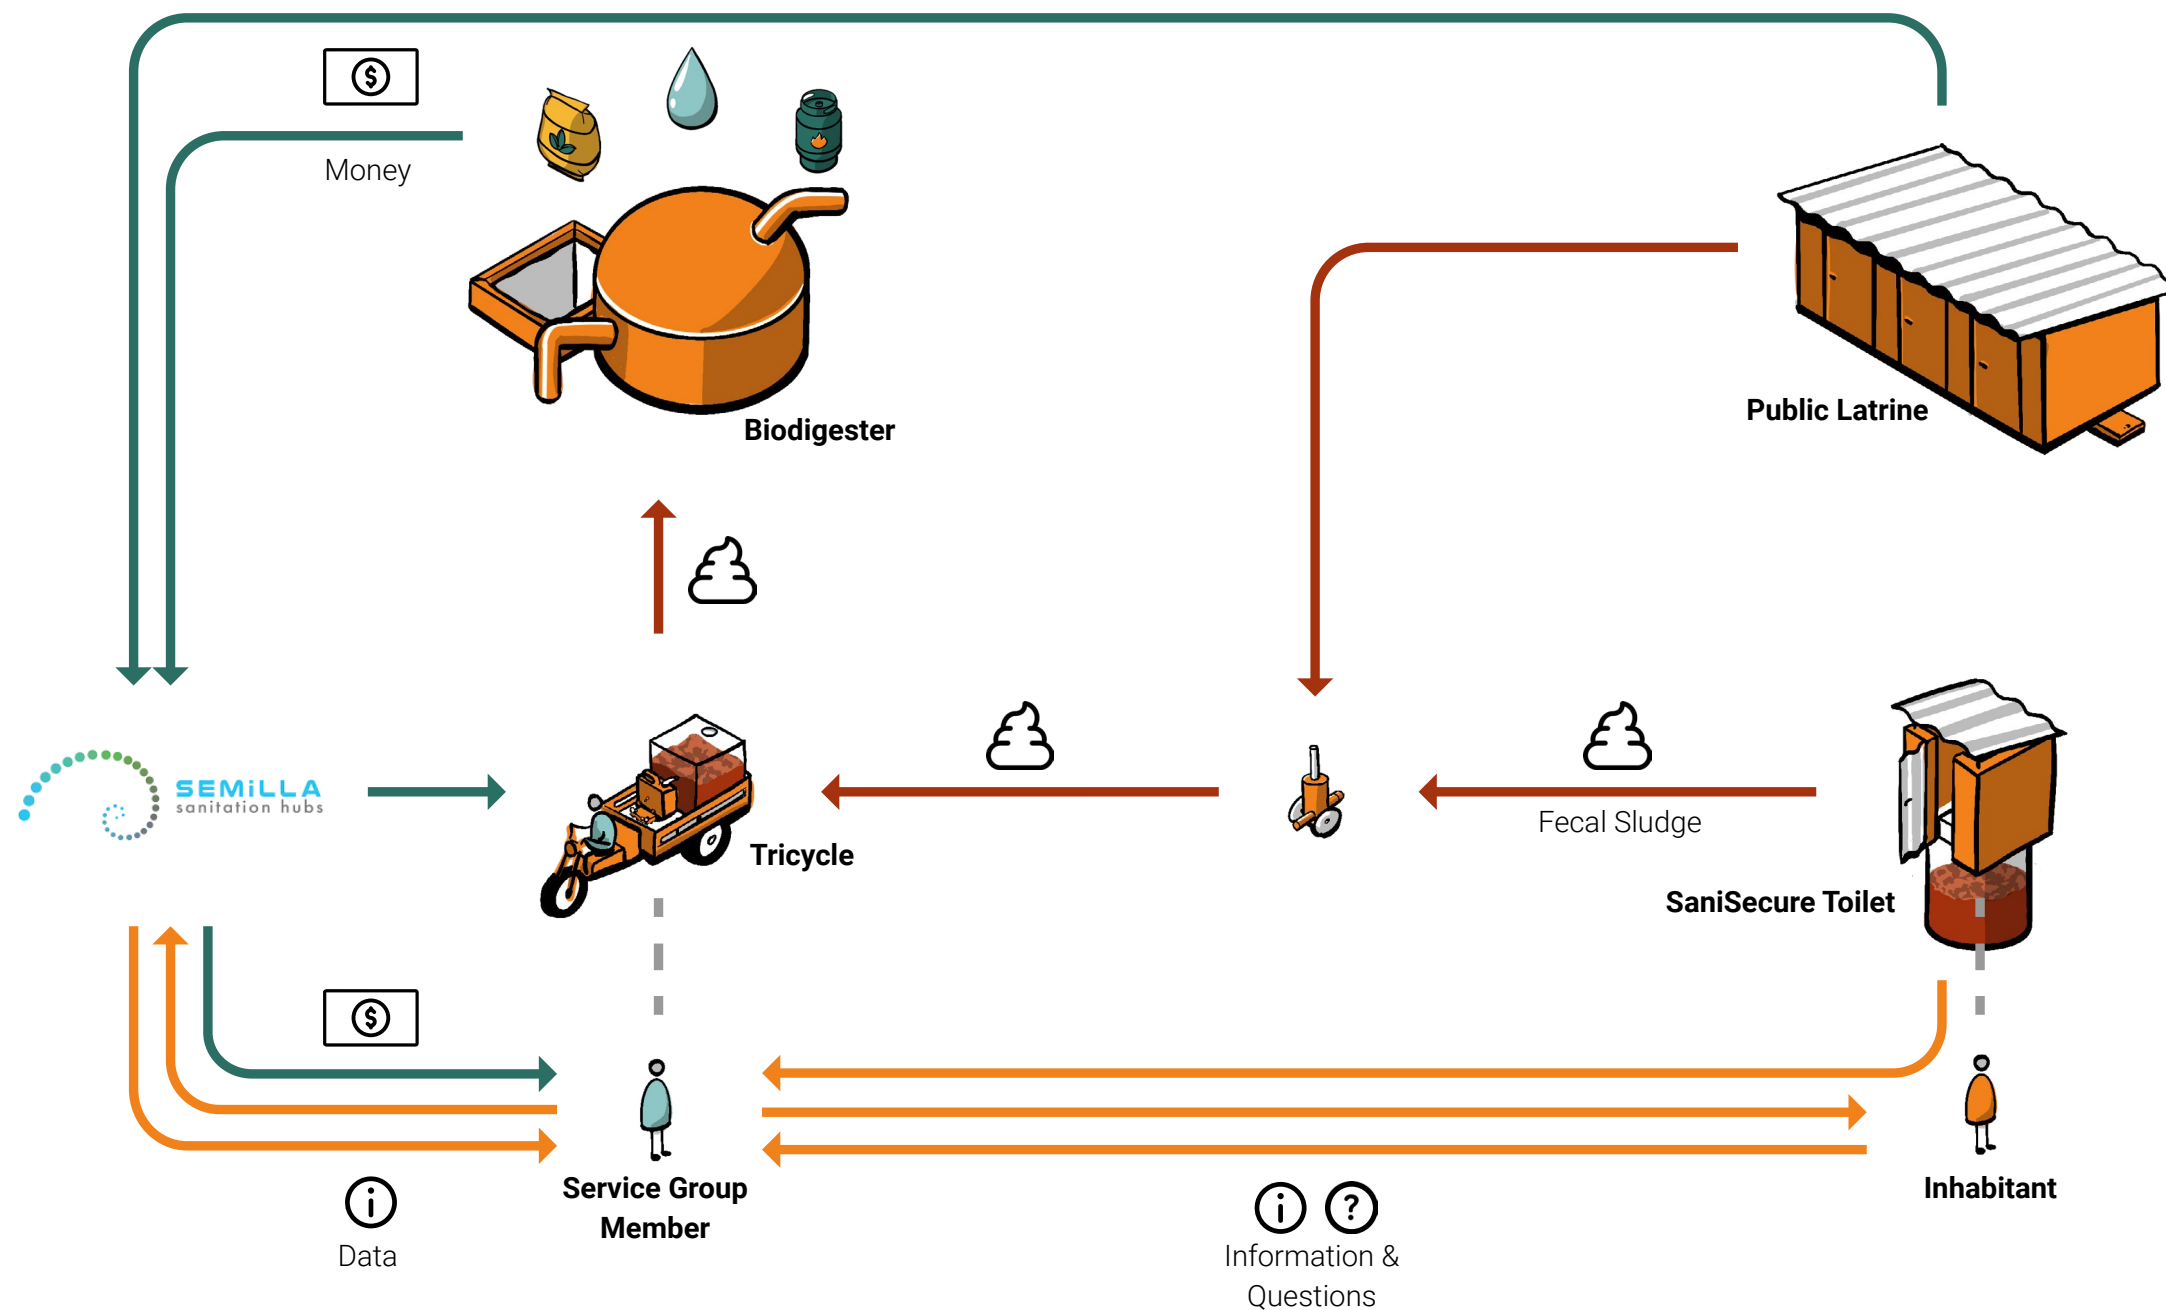 $
Money
Biodigester
Public Latrine
SEMiLLA
sanitation hubs
Tricycle
Fecal Sludge
SaniSecure Toilet
$
Service Group
Member
Inhabitant
i
i
?
Data
Information &
Questions